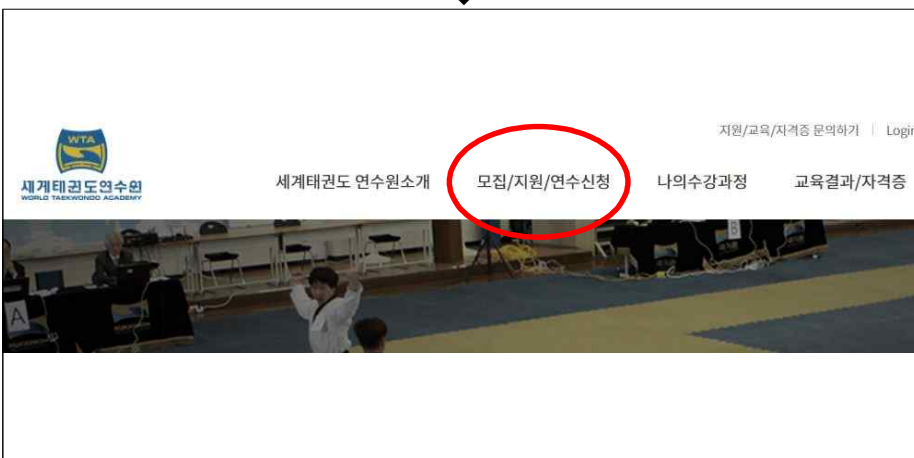 지원/교육/자격증 문의하기 | Login
WTA
세계태권도연수원
WORLD TAEKWONDO ACADEMY
세계태권도 연수원소개 모집/지원/연수신청 나의수강과정 교육결과/자격증
A
B